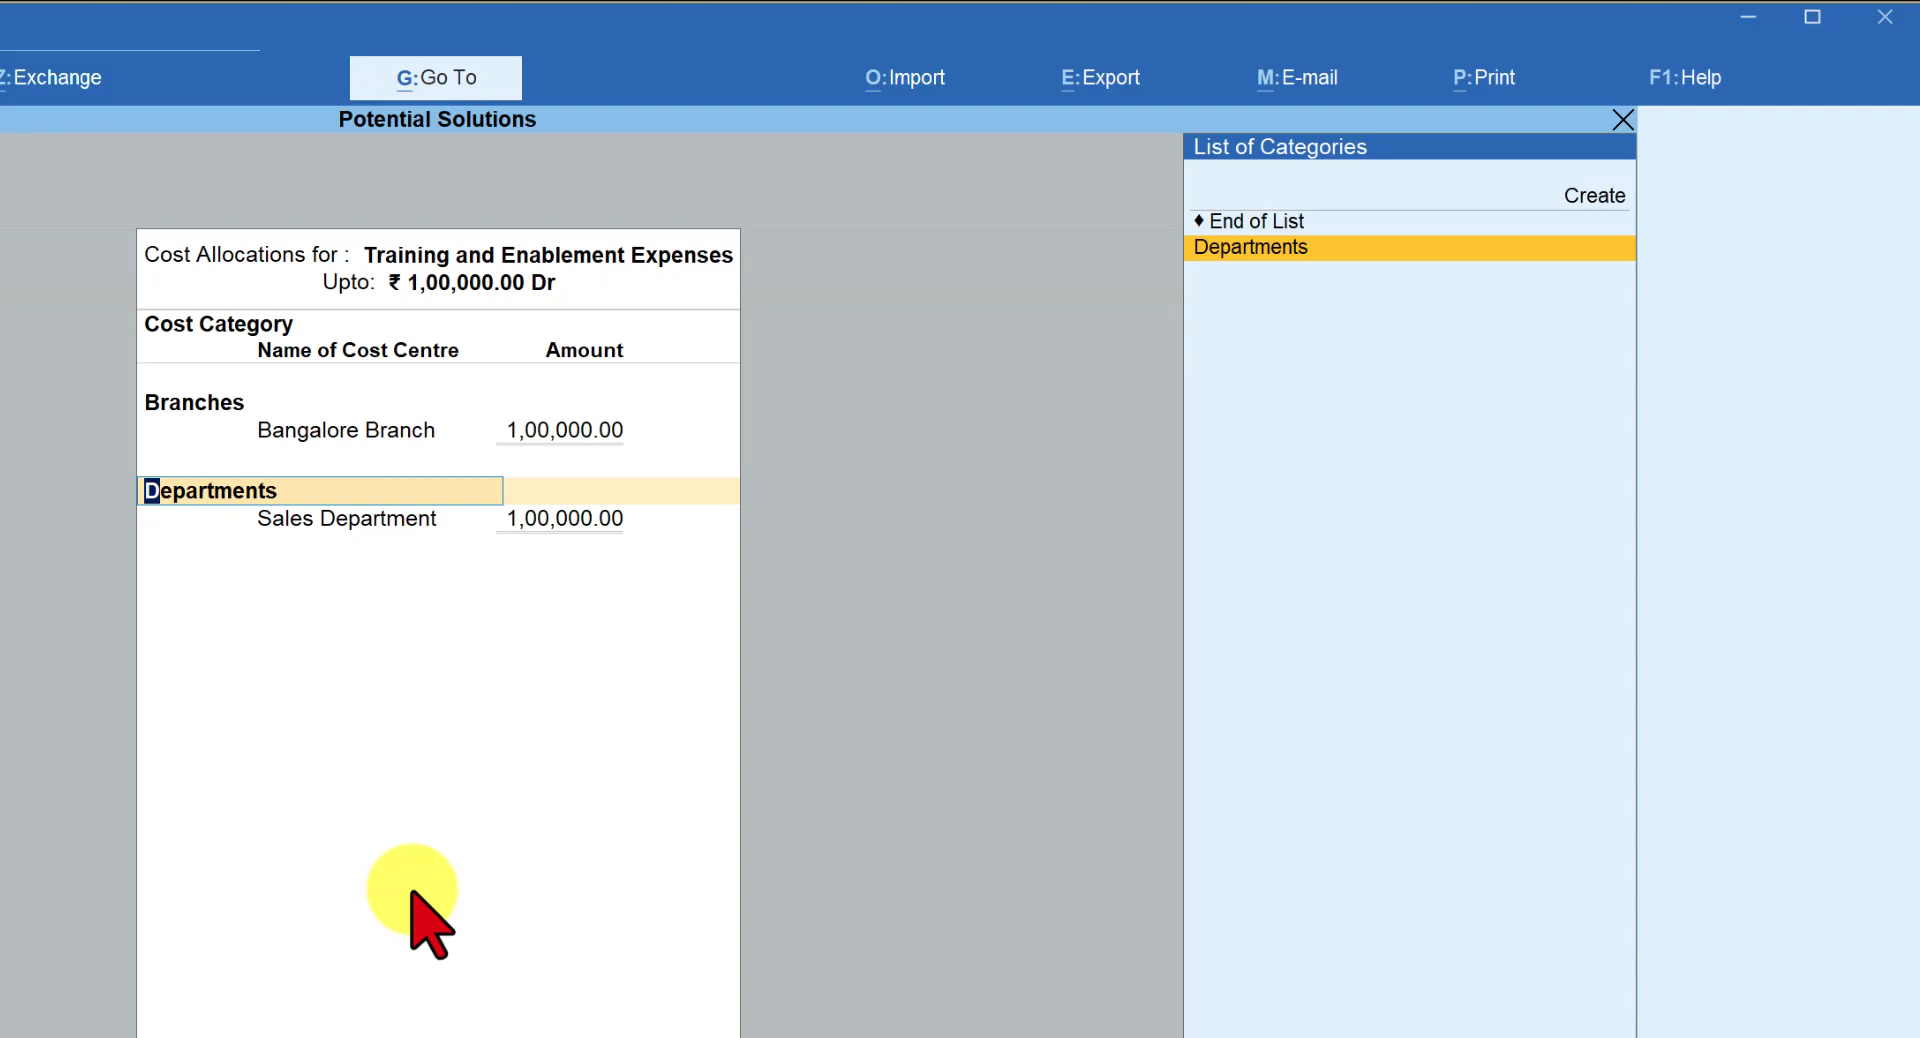 Z:Exchange
G:Go To
O:Import
E:Export
M:E-mail
P:Print
F1:Help
Potential Solutions
List of Categories
Create
♦ End of List
Departments
Cost Allocations for : Training and Enablement Expenses
Upto: ₹ 1,00,000.00 Dr
Cost Category
Name of Cost Centre Amount
Branches
Bangalore Branch 1,00,000.00
Departments
Sales Department 1,00,000.00